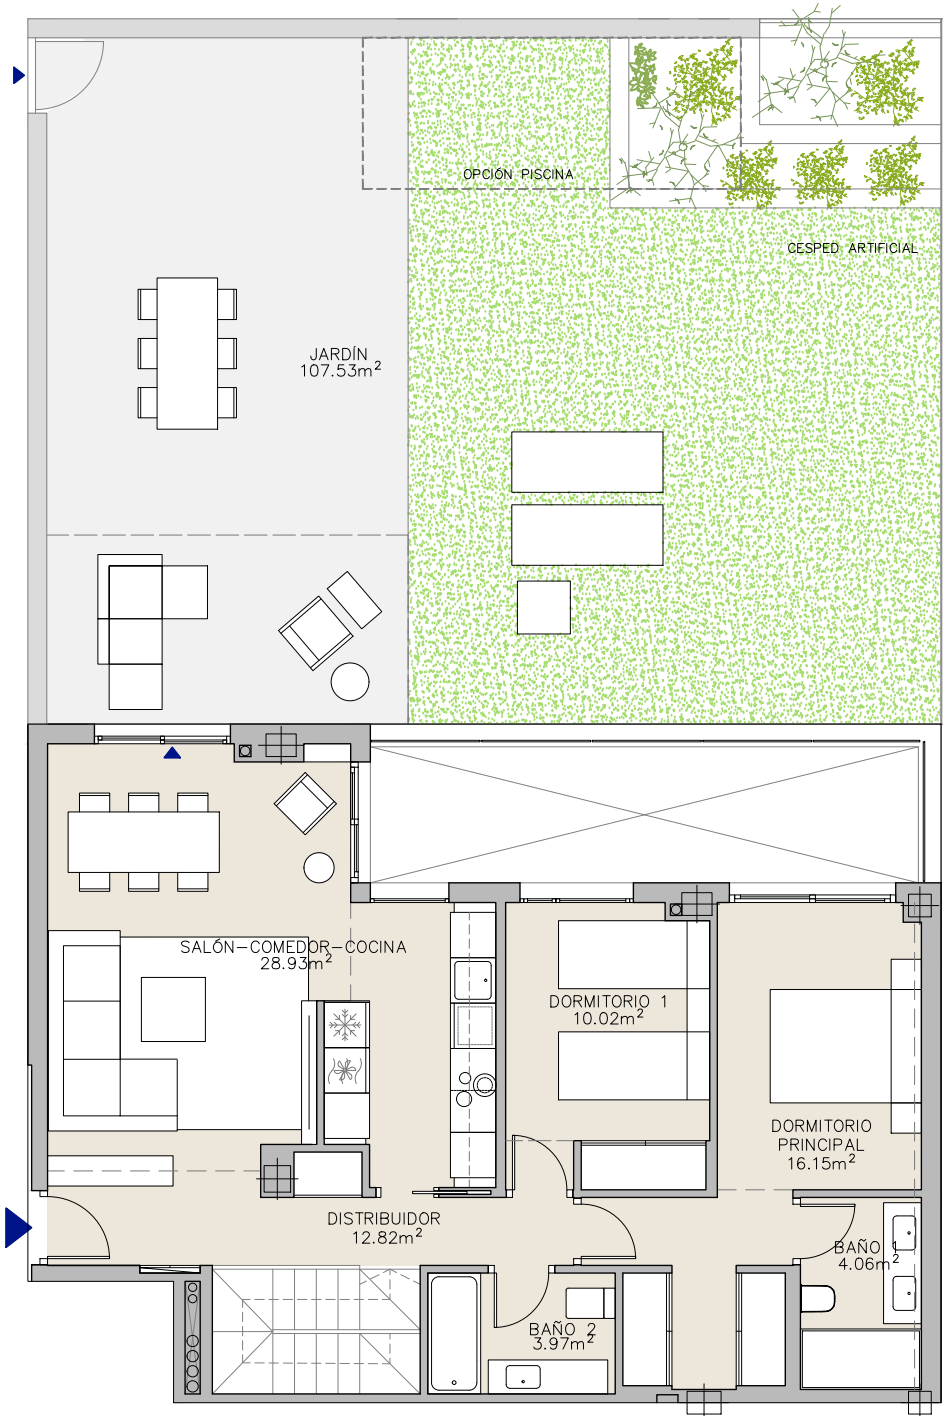 OPCIÓN PISCINA
CESPED ARTIFICIAL
JARDÍN
107.53m²
SALÓN-COMEDOR-COCINA
28.93m²
DORMITORIO 1
10.02m²
DORMITORIO
PRINCIPAL
16.15m²
DISTRIBUIDOR
12.82m²
BAÑO 1
4.06m²
BAÑO 2
3.97m²